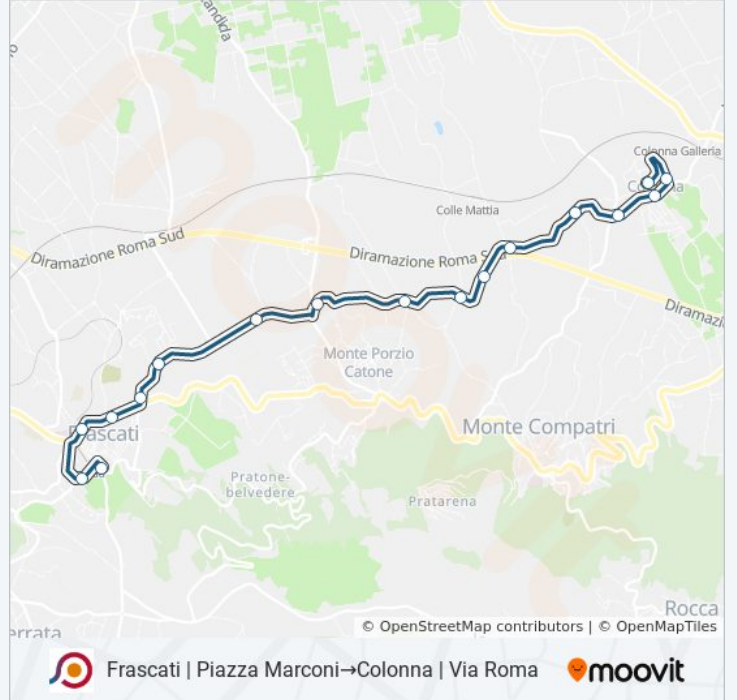 Colonna Galleria
Colle Mattia
Diramazione Roma Sud
Diramazione Roma S
Diramazi
Monte Porzio
Catone
Frascati
Monte Compatri
Pratone-
belvedere
Pratarena
Rocca
errata
© OpenStreetMap contributors | © OpenMapTiles
Frascati | Piazza Marconi→Colonna | Via Roma
moovit